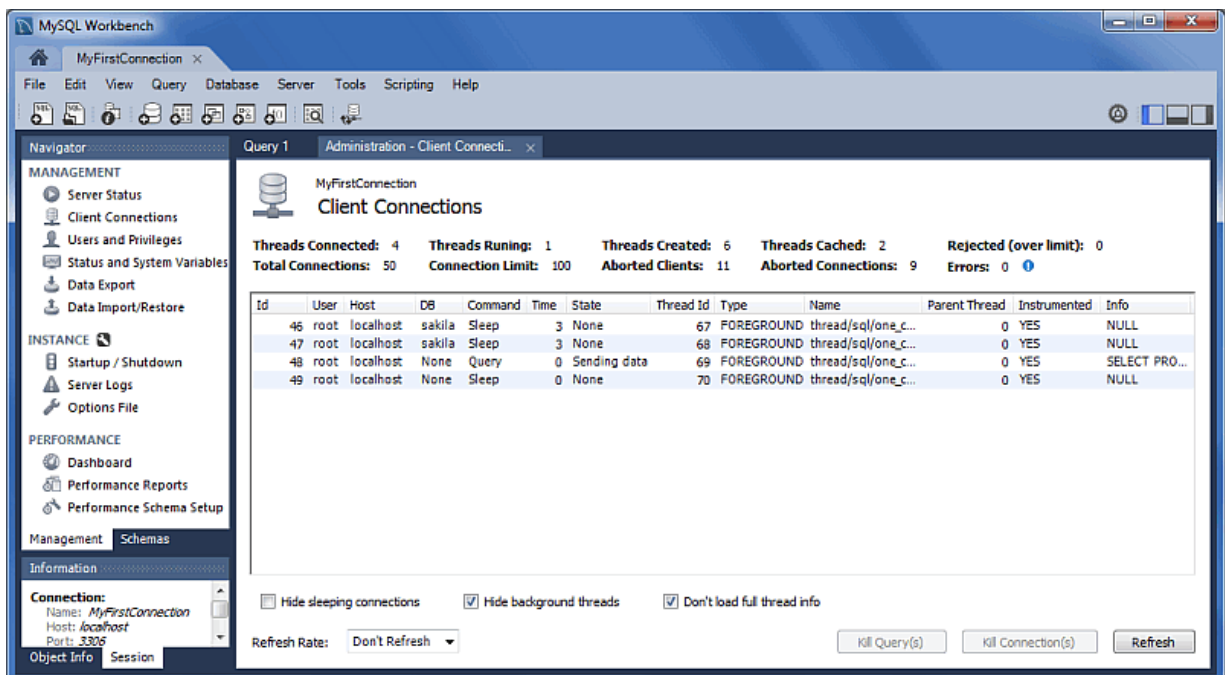 MySQL Workbench
MyFirstConnection ×
File Edit View Query Database Server Tools Scripting Help
Navigator
MANAGEMENT
Server Status
Client Connections
Users and Privileges
Status and System Variables
Data Export
Data Import/Restore
INSTANCE
Startup / Shutdown
Server Logs
Options File
PERFORMANCE
Dashboard
Performance Reports
Performance Schema Setup
Management Schemas
Information
Connection:
Name: MyFirstConnection
Host: localhost
Port: 3306
Object Info Session
Query 1 Administration - Client Connecti... ×
MyFirstConnection
Client Connections
Threads Connected: 4 Threads Runing: 1 Threads Created: 6 Threads Cached: 2 Rejected (over limit): 0
Total Connections: 50 Connection Limit: 100 Aborted Clients: 11 Aborted Connections: 9 Errors: 0
Id User Host DB Command Time State Thread Id Type Name Parent Thread Instrumented Info
46 root localhost sakila Sleep 3 None 67 FOREGROUND thread/sql/one_c... 0 YES NULL
47 root localhost sakila Sleep 3 None 68 FOREGROUND thread/sql/one_c... 0 YES NULL
48 root localhost None Query 0 Sending data 69 FOREGROUND thread/sql/one_c... 0 YES SELECT PRO...
49 root localhost None Sleep 0 None 70 FOREGROUND thread/sql/one_c... 0 YES NULL
Hide sleeping connections Hide background threads Don't load full thread info
Refresh Rate: Don't Refresh Kill Query(s) Kill Connection(s) Refresh